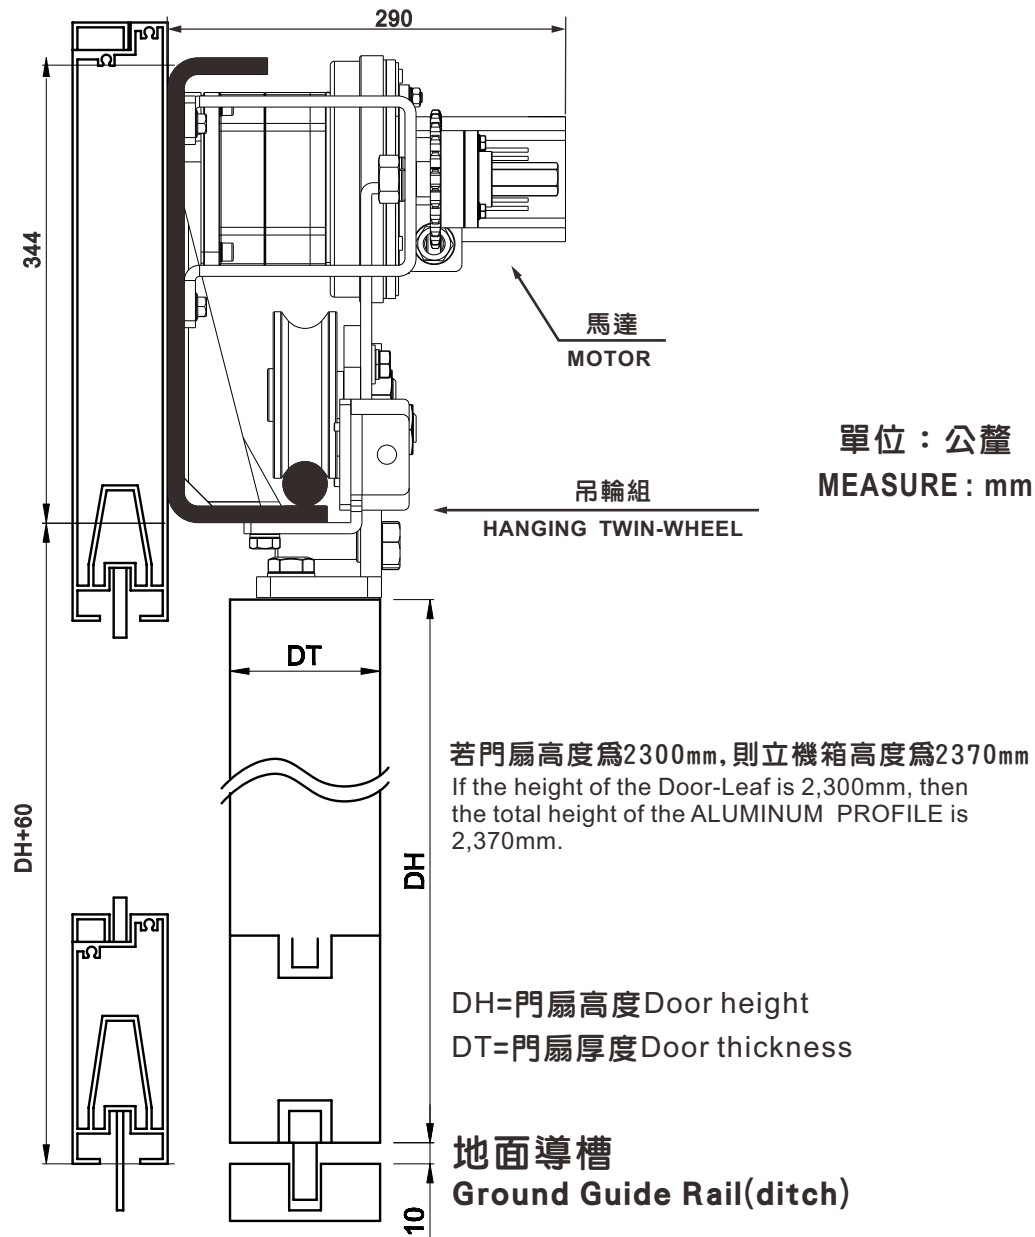 290
344
馬達
MOTOR
單位：公釐
MEASURE : mm
吊輪組
HANGING TWIN-WHEEL
DT
若門扇高度爲2300mm,則立機箱高度爲2370mm
If the height of the Door-Leaf is 2,300mm, then
the total height of the ALUMINUM PROFILE is
2,370mm.
DH+60
DH
DH=門扇高度Door height
DT=門扇厚度Door thickness
地面導槽
Ground Guide Rail(ditch)
10